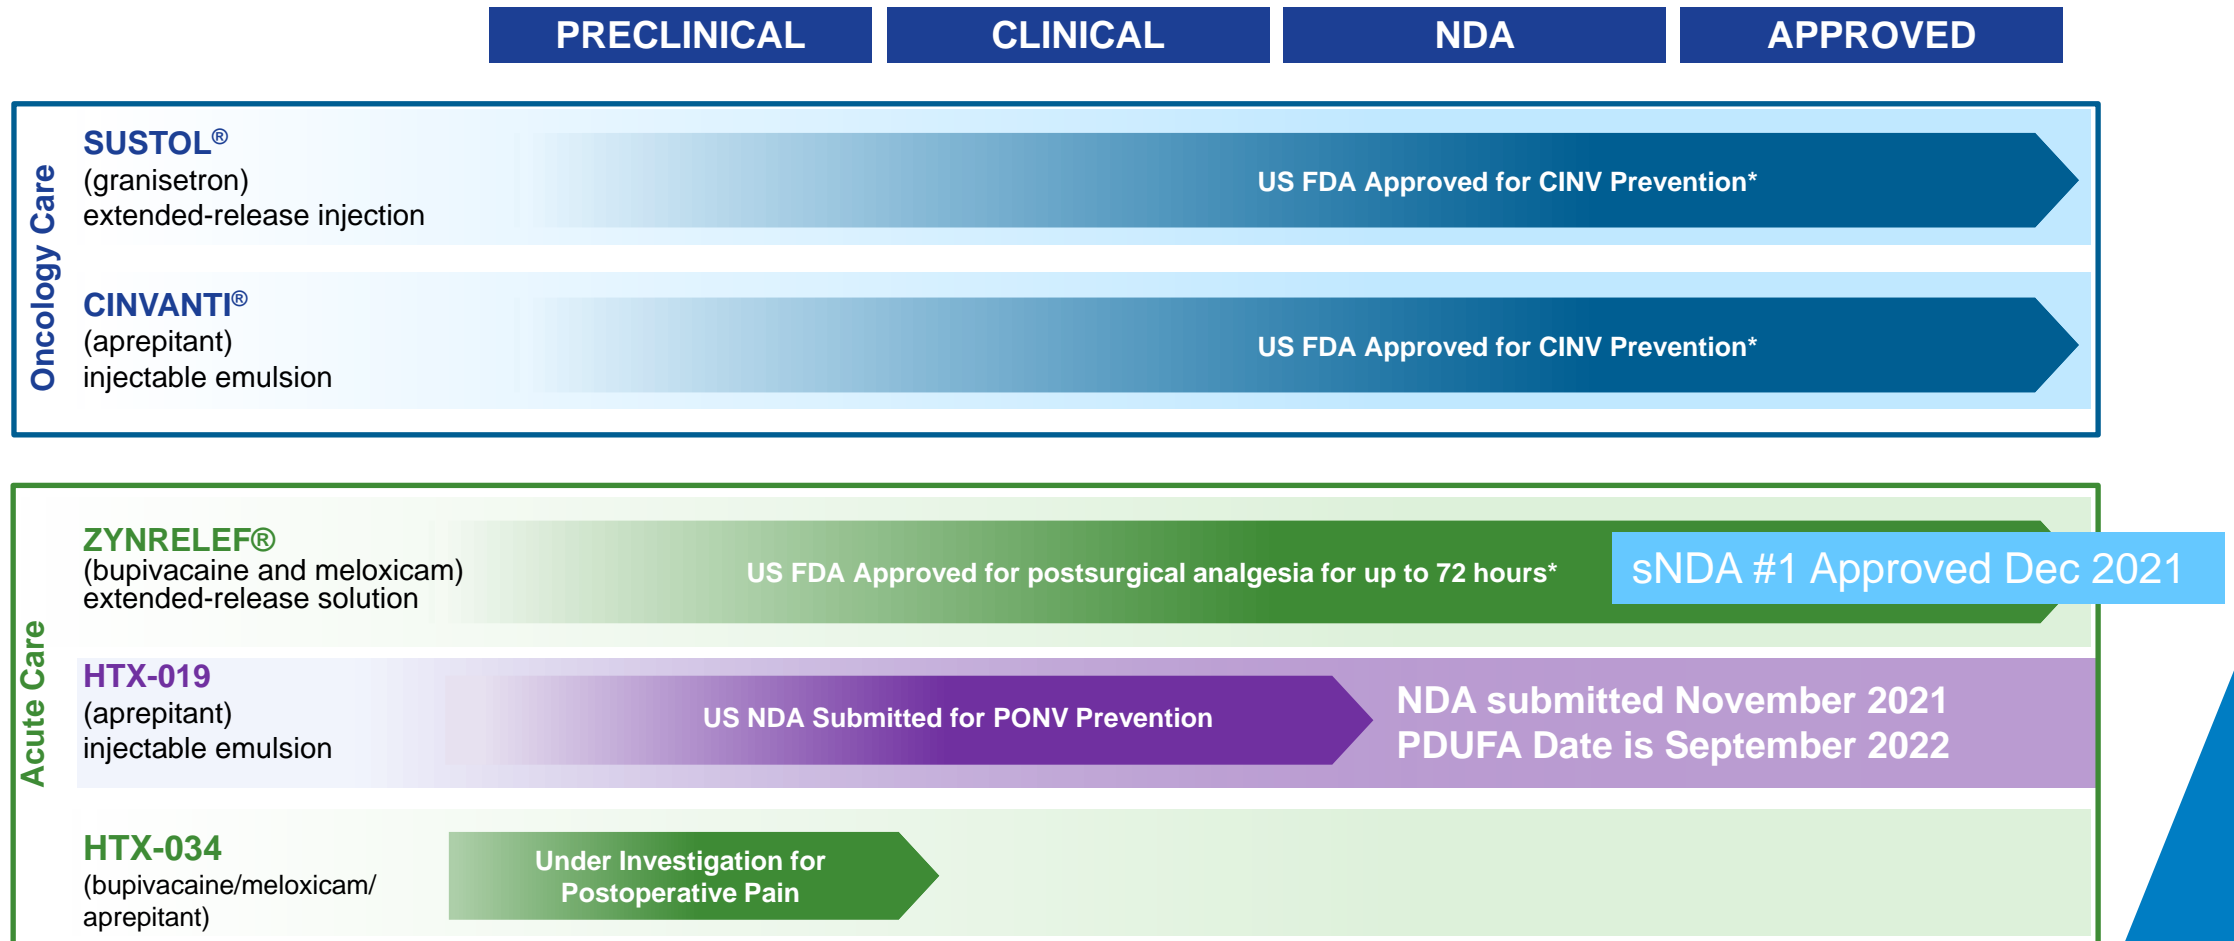 PRECLINICAL CLINICAL NDA APPROVED
Oncology Care
SUSTOL®
(granisetron)
extended-release injection
US FDA Approved for CINV Prevention*
CINVANTI®
(aprepitant)
injectable emulsion
US FDA Approved for CINV Prevention*
Acute Care
ZYNRELEF®
(bupivacaine and meloxicam)
extended-release solution
US FDA Approved for postsurgical analgesia for up to 72 hours*
sNDA #1 Approved Dec 2021
HTX-019
(aprepitant)
injectable emulsion
US NDA Submitted for PONV Prevention
NDA submitted November 2021
PDUFA Date is September 2022
HTX-034
(bupivacaine/meloxicam/
aprepitant)
Under Investigation for
Postoperative Pain